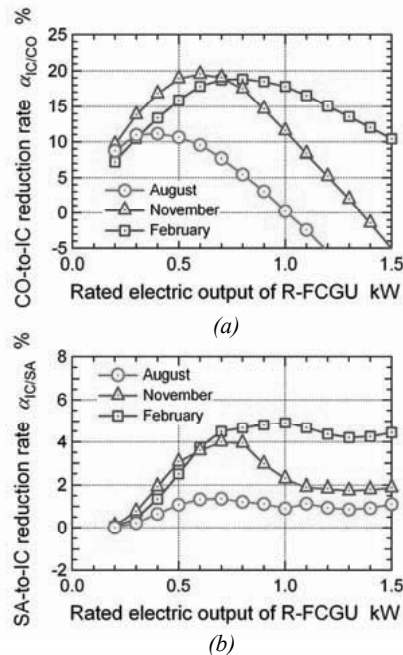 CO-to-IC reduction rate α_IC/CO %
25
20
15
10
5
0
-5
August
November
February
0.0 0.5 1.0 1.5
Rated electric output of R-FCGU kW
(a)
SA-to-IC reduction rate α_IC/SA %
8
6
4
2
0
-2
August
November
February
0.0 0.5 1.0 1.5
Rated electric output of R-FCGU kW
(b)